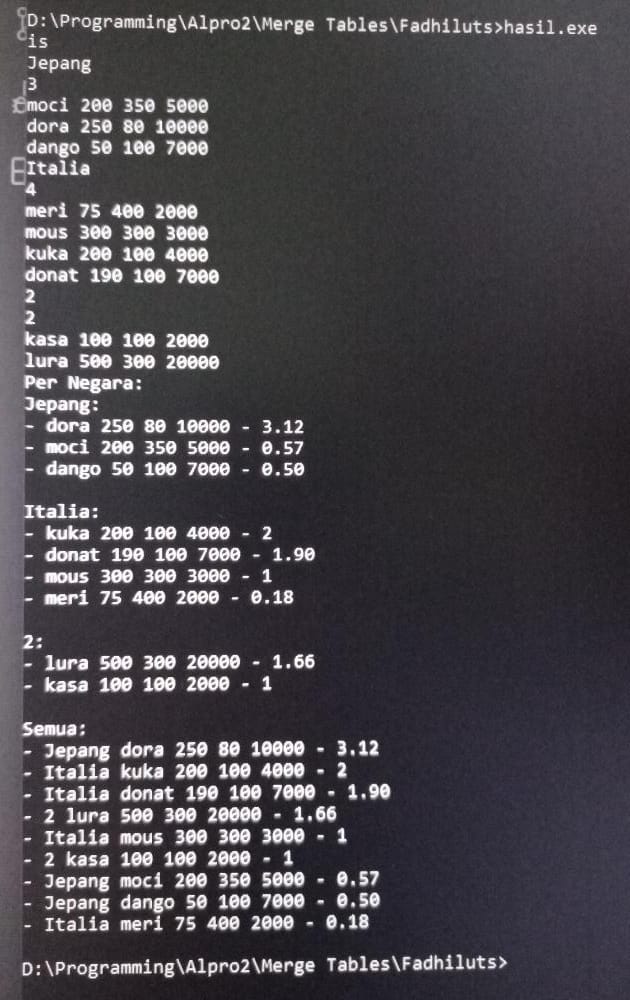 D:\Programming\Alpro2\Merge Tables\Fadhiluts>hasil.exe
is
Jepang
3
moci 200 350 5000
dora 250 80 10000
dango 50 100 7000
Italia
4
meri 75 400 2000
mous 300 300 3000
kuka 200 100 4000
donat 190 100 7000
2
2
kasa 100 100 2000
lura 500 300 20000
Per Negara:
Jepang:
- dora 250 80 10000 - 3.12
- moci 200 350 5000 - 0.57
- dango 50 100 7000 - 0.50

Italia:
- kuka 200 100 4000 - 2
- donat 190 100 7000 - 1.90
- mous 300 300 3000 - 1
- meri 75 400 2000 - 0.18

2:
- lura 500 300 20000 - 1.66
- kasa 100 100 2000 - 1

Semua:
- Jepang dora 250 80 10000 - 3.12
- Italia kuka 200 100 4000 - 2
- Italia donat 190 100 7000 - 1.90
- 2 lura 500 300 20000 - 1.66
- Italia mous 300 300 3000 - 1
- 2 kasa 100 100 2000 - 1
- Jepang moci 200 350 5000 - 0.57
- Jepang dango 50 100 7000 - 0.50
- Italia meri 75 400 2000 - 0.18

D:\Programming\Alpro2\Merge Tables\Fadhiluts>